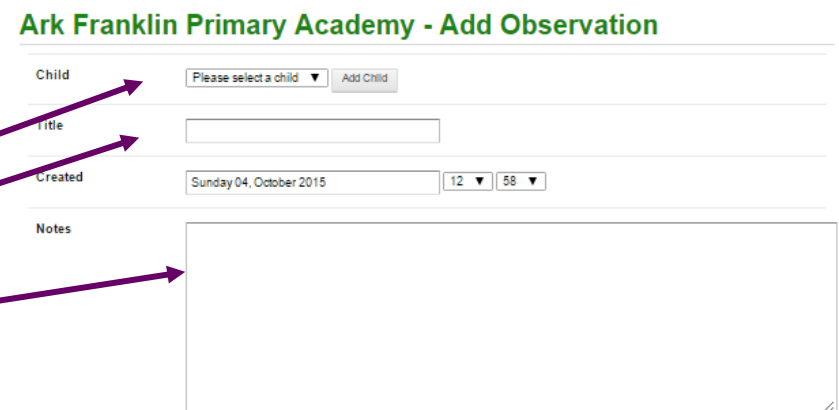 Ark Franklin Primary Academy - Add Observation
Child Please select a child ▼ Add Child
Title
Created Sunday 04, October 2015 12 ▼ 58 ▼
Notes